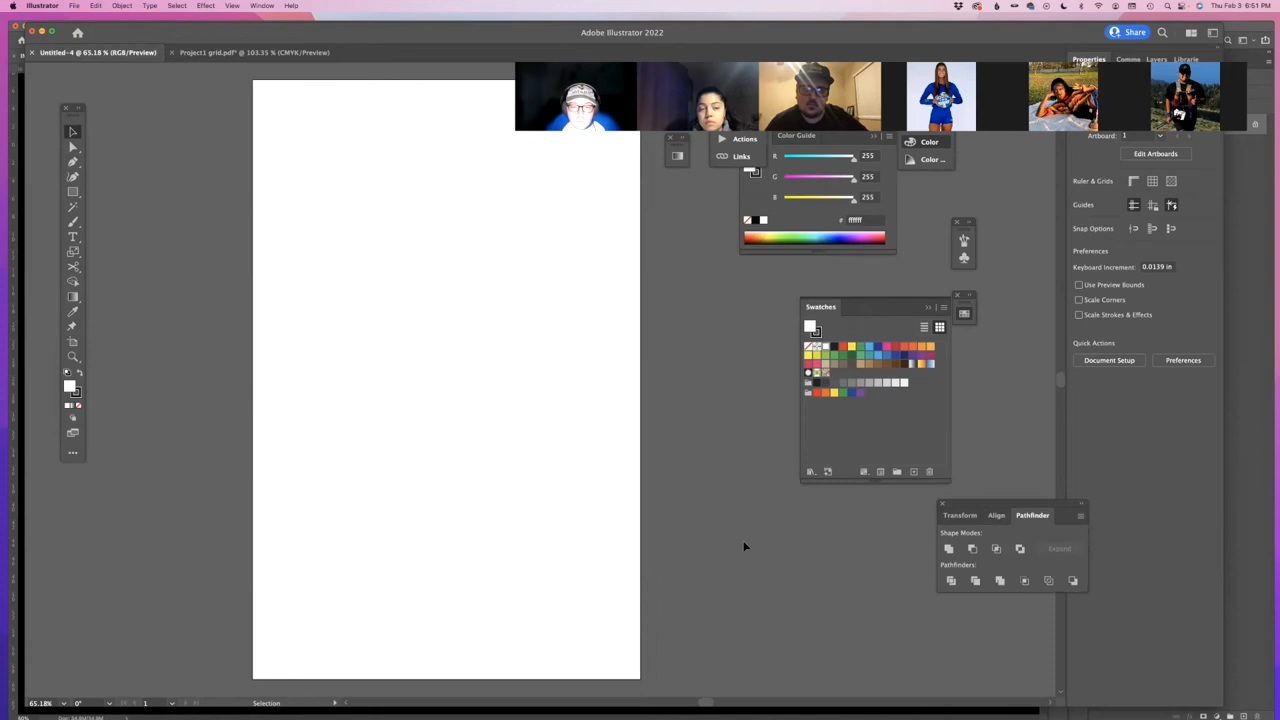 Illustrator File Edit Object Type Select Effect View Window Help
Thu Feb 3 6:51 PM
Adobe Illustrator 2022
Share
Untitled-4 @ 65.18 % (RGB/Preview)
Project1 grid.pdf* @ 103.35 % (CMYK/Preview)
Properties Comme Layers Librarie
Artboard: 1
Actions
Links
Color Guide
R 255
G 255
B 255
# ffffff
Color
Color ...
Edit Artboards
Ruler & Grids
Guides
Snap Options
Preferences
Keyboard Increment: 0.0139 in
Use Preview Bounds
Scale Corners
Scale Strokes & Effects
Quick Actions
Document Setup Preferences
Swatches
Transform Align Pathfinder
Shape Modes:
Expand
Pathfinders:
65.18% 0° 1 Selection